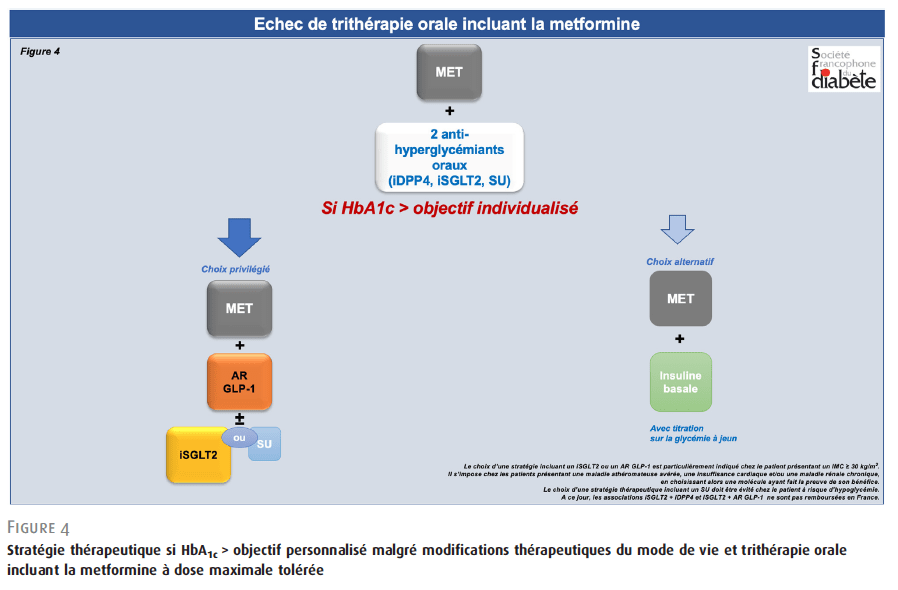 Echec de trithérapie orale incluant la metformine
Figure 4
Société
francophone
du
diabète
MET
+
2 anti-
hyperglycémiants
oraux
(iDPP4, iSGLT2, SU)
Si HbA1c > objectif individualisé
Choix privilégié
MET
+
AR
GLP-1
±
iSGLT2
ou
SU
Choix alternatif
MET
+
Insuline
basale
Avec titration
sur la glycémie à jeun
Le choix d'une stratégie incluant un iSGLT2 ou un AR GLP-1 est particulièrement indiqué chez le patient présentant un IMC ≥ 30 kg/m².
Il s'impose chez les patients présentant une maladie athéromateuse avérée, une insuffisance cardiaque et/ou une maladie rénale chronique,
en choisissant alors une molécule ayant fait la preuve de son bénéfice.
Le choix d'une stratégie thérapeutique incluant un SU doit être évité chez le patient à risque d'hypoglycémie.
A ce jour, les associations iSGLT2 + iDPP4 et iSGLT2 + AR GLP-1 ne sont pas remboursées en France.
FIGURE 4
Stratégie thérapeutique si HbA1c > objectif personnalisé malgré modifications thérapeutiques du mode de vie et trithérapie orale
incluant la metformine à dose maximale tolérée